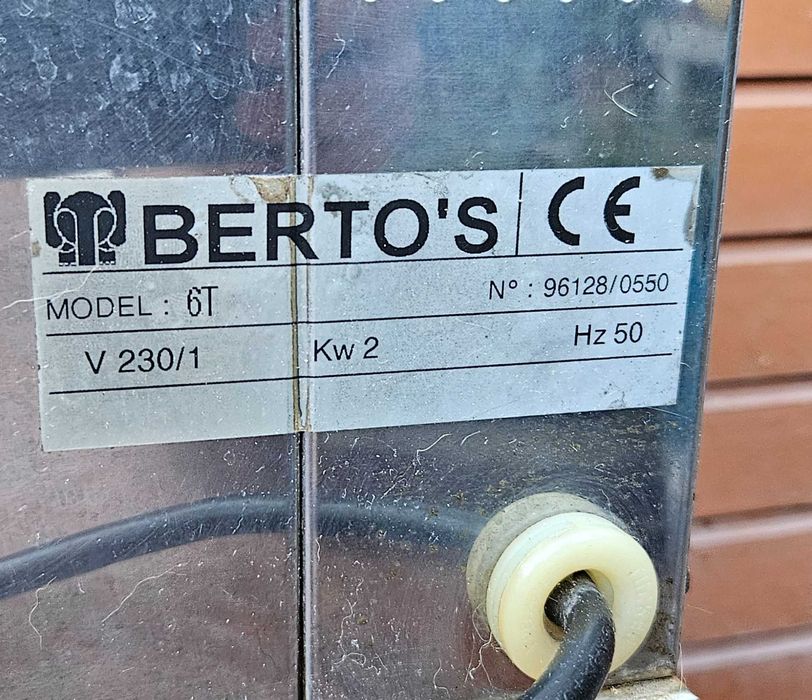 BERTO'S CE
MODEL : 6T N° : 96128/0550
V 230/1 Kw 2 Hz 50